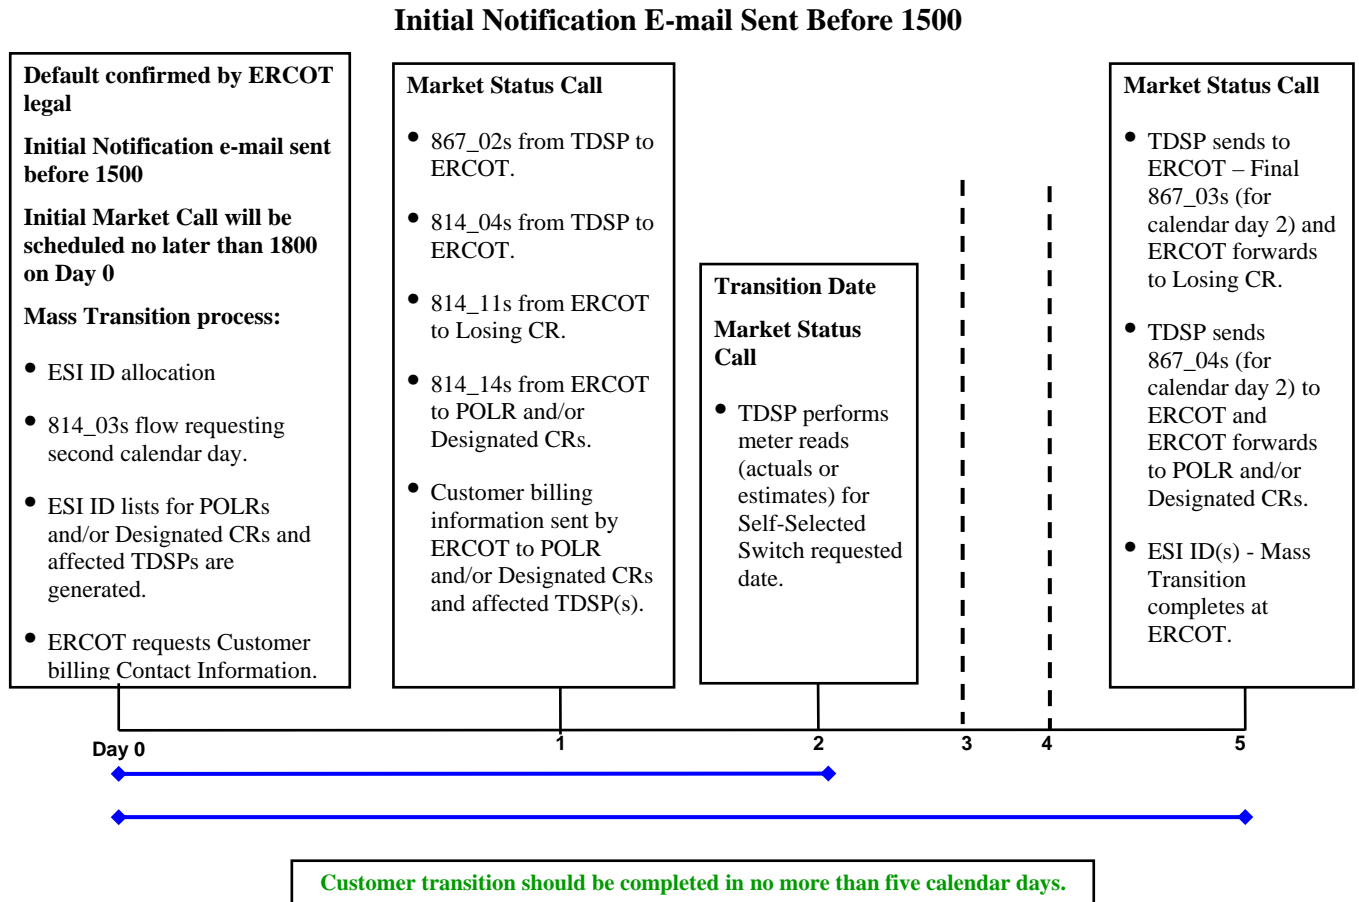 Initial Notification E-mail Sent Before 1500
Default confirmed by ERCOT
legal
Initial Notification e-mail sent
before 1500
Initial Market Call will be
scheduled no later than 1800
on Day 0
Mass Transition process:
• ESI ID allocation
• 814_03s flow requesting
second calendar day.
• ESI ID lists for POLRs
and/or Designated CRs and
affected TDSPs are
generated.
• ERCOT requests Customer
billing Contact Information.
Market Status Call
• 867_02s from TDSP to
ERCOT.
• 814_04s from TDSP to
ERCOT.
• 814_11s from ERCOT
to Losing CR.
• 814_14s from ERCOT
to POLR and/or
Designated CRs.
• Customer billing
information sent by
ERCOT to POLR
and/or Designated CRs
and affected TDSP(s).
Transition Date
Market Status
Call
• TDSP performs
meter reads
(actuals or
estimates) for
Self-Selected
Switch requested
date.
Market Status Call
• TDSP sends to
ERCOT – Final
867_03s (for
calendar day 2) and
ERCOT forwards
to Losing CR.
• TDSP sends
867_04s (for
calendar day 2) to
ERCOT and
ERCOT forwards
to POLR and/or
Designated CRs.
• ESI ID(s) - Mass
Transition
completes at
ERCOT.
Day 0
1
2
3
4
5
Customer transition should be completed in no more than five calendar days.